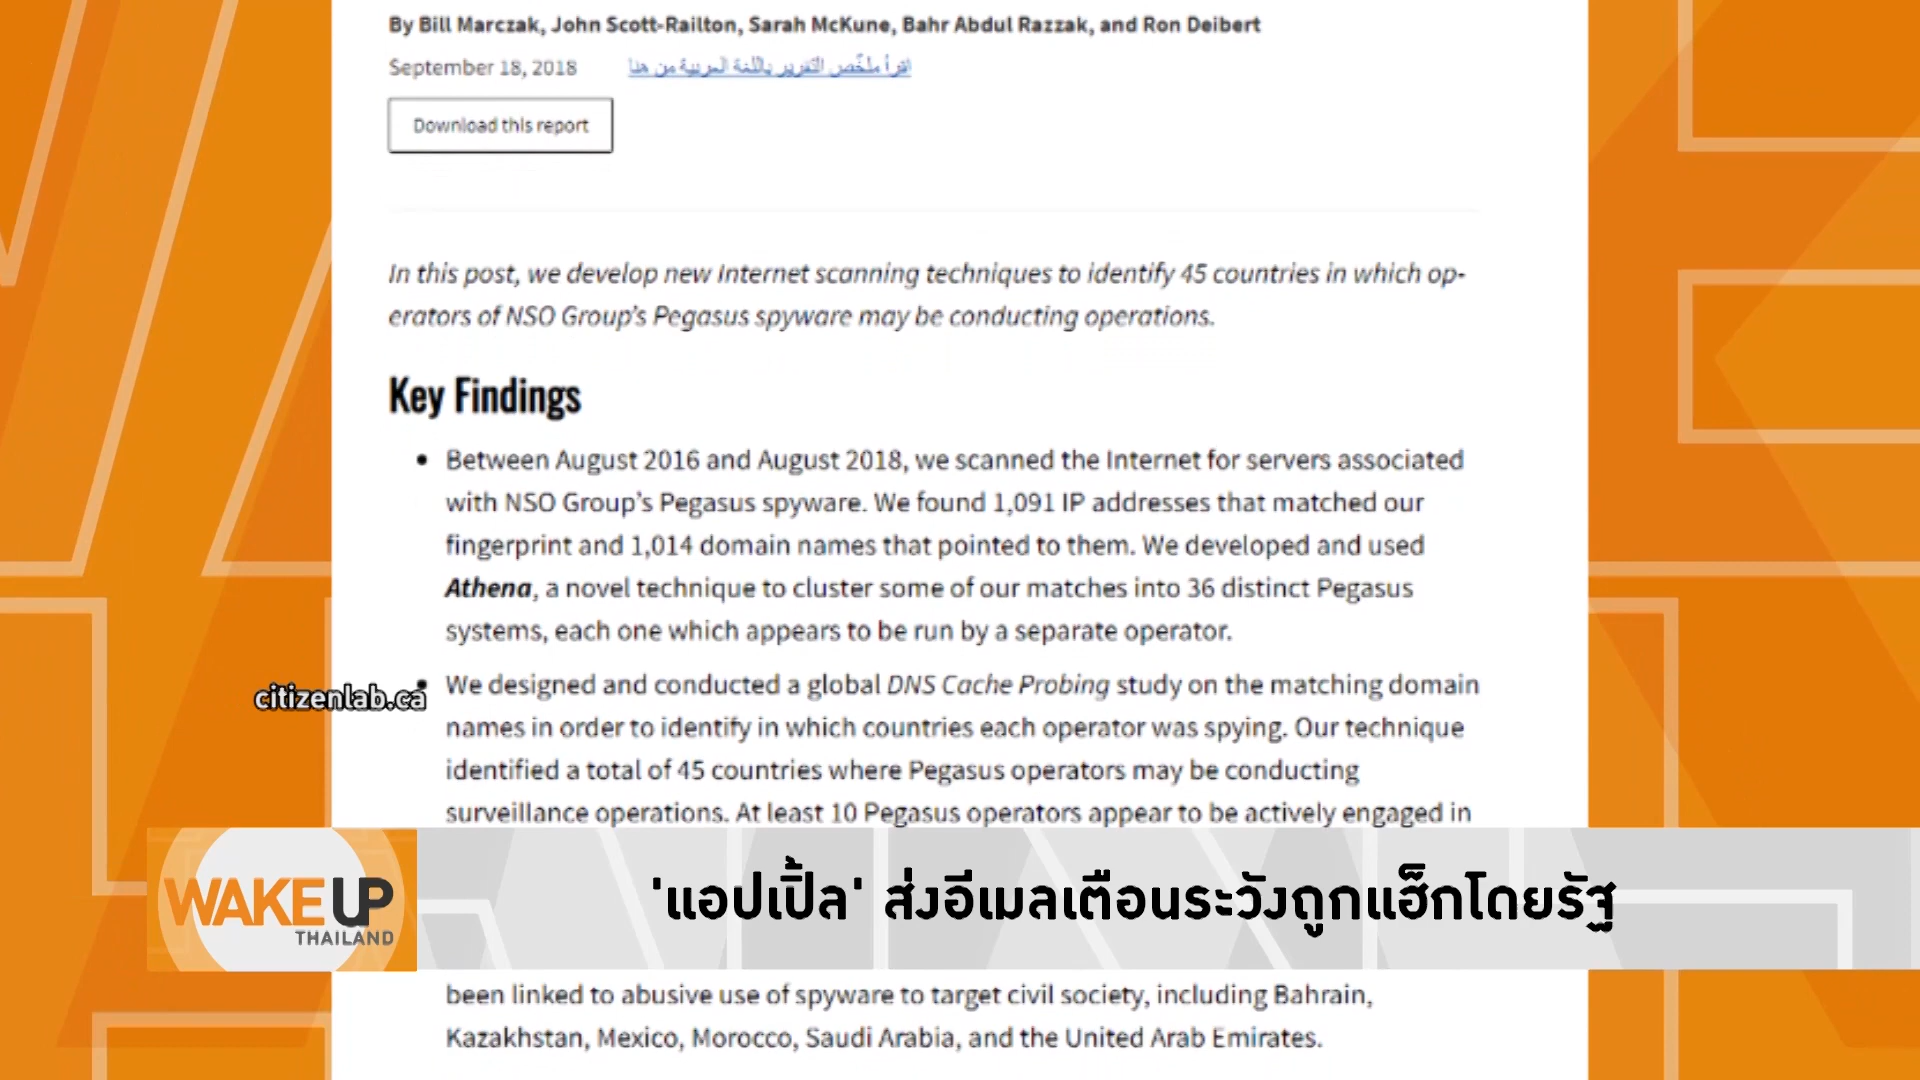 By Bill Marczak, John Scott-Railton, Sarah McKune, Bahr Abdul Razzak, and Ron Deibert
September 18, 2018 اقرأ ملخّص التقرير باللغة العربية من هنا
Download this report
In this post, we develop new Internet scanning techniques to identify 45 countries in which op-
erators of NSO Group's Pegasus spyware may be conducting operations.
Key Findings
• Between August 2016 and August 2018, we scanned the Internet for servers associated
with NSO Group's Pegasus spyware. We found 1,091 IP addresses that matched our
fingerprint and 1,014 domain names that pointed to them. We developed and used
Athena, a novel technique to cluster some of our matches into 36 distinct Pegasus
systems, each one which appears to be run by a separate operator.
citizenlab.ca
• We designed and conducted a global DNS Cache Probing study on the matching domain
names in order to identify in which countries each operator was spying. Our technique
identified a total of 45 countries where Pegasus operators may be conducting
surveillance operations. At least 10 Pegasus operators appear to be actively engaged in
WAKE UP
THAILAND
'แอปเปิ้ล' ส่งอีเมลเตือนระวังถูกแฮ็กโดยรัฐ
been linked to abusive use of spyware to target civil society, including Bahrain,
Kazakhstan, Mexico, Morocco, Saudi Arabia, and the United Arab Emirates.